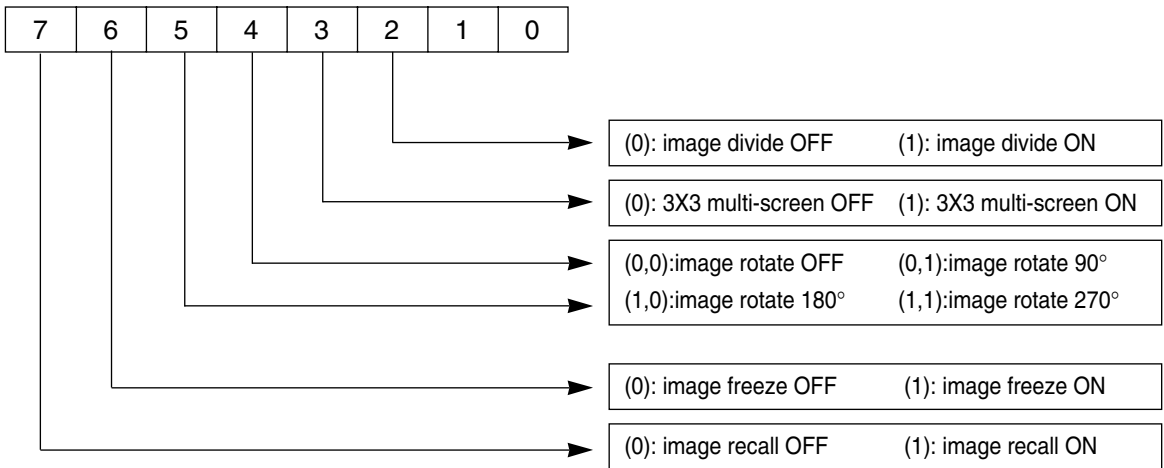 7 6 5 4 3 2 1 0
(0): image divide OFF (1): image divide ON
(0): 3X3 multi-screen OFF (1): 3X3 multi-screen ON
(0,0):image rotate OFF (0,1):image rotate 90°
(1,0):image rotate 180° (1,1):image rotate 270°
(0): image freeze OFF (1): image freeze ON
(0): image recall OFF (1): image recall ON